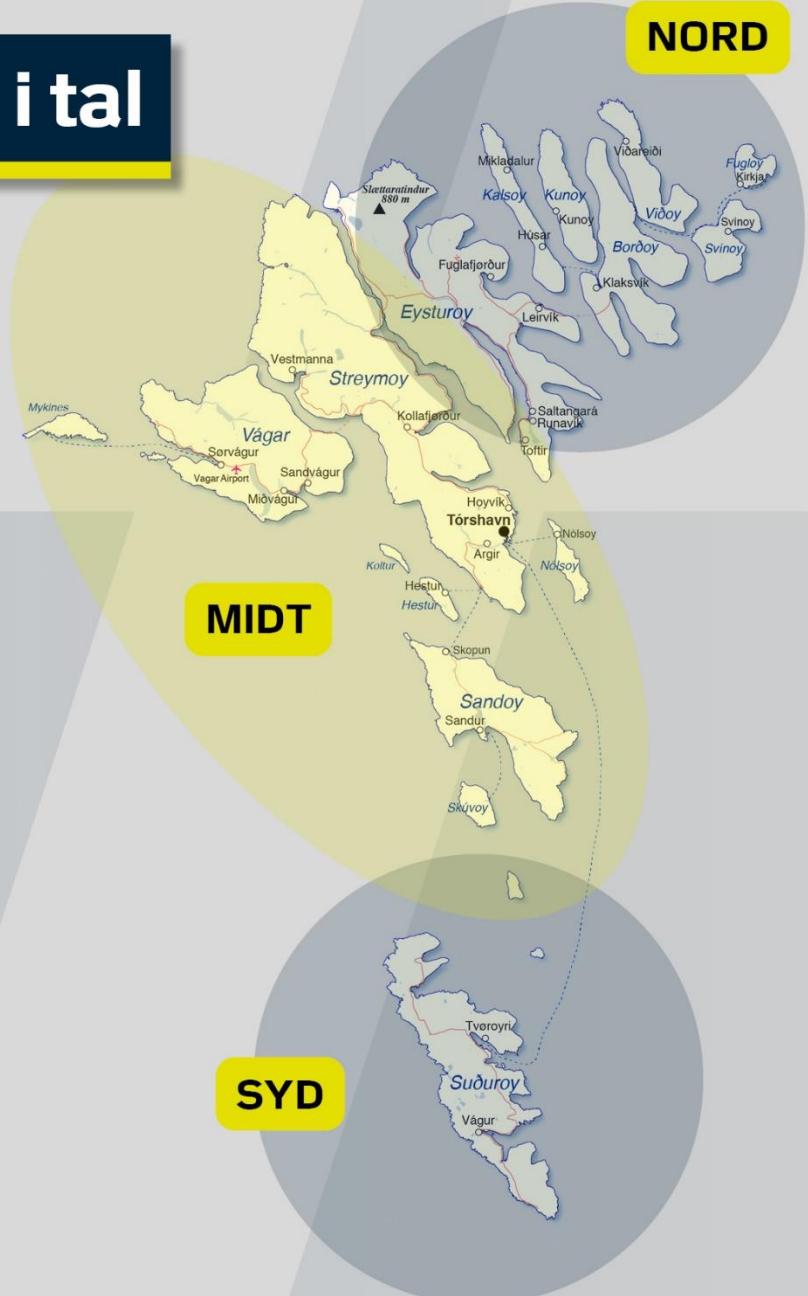 NORD
i tal
Viðareiði
Mikladalur
Fugloy
Kirkja
Slættaratindur
880 m
Kalsoy
Kunoy
Viðoy
Kunoy
Svinoy
Húsar
Borðoy
Svinoy
Fuglafjørður
Klaksvík
Eysturoy
Leirvík
Vestmanna
Streymoy
Mykines
Kollafjørður
Saltangará
Runavík
Vágar
Toftir
Sørvágur
Vagar Airport
Sandvágur
Miðvágur
Hoyvík
Tórshavn
Nólsoy
Argir
Koltur
Nólsoy
Hestur
Hestur
MIDT
Skopun
Sandoy
Sandur
Skúvoy
Tvøroyri
SYD
Suðuroy
Vágur